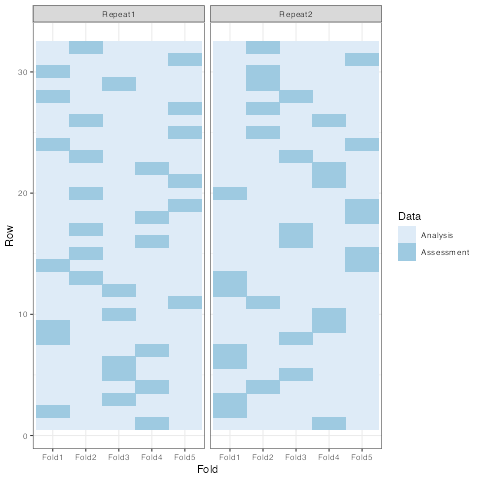 Repeat1 Repeat2
30
20
10
0
Row
Fold1 Fold2 Fold3 Fold4 Fold5 Fold1 Fold2 Fold3 Fold4 Fold5
Fold
Data
Analysis
Assessment